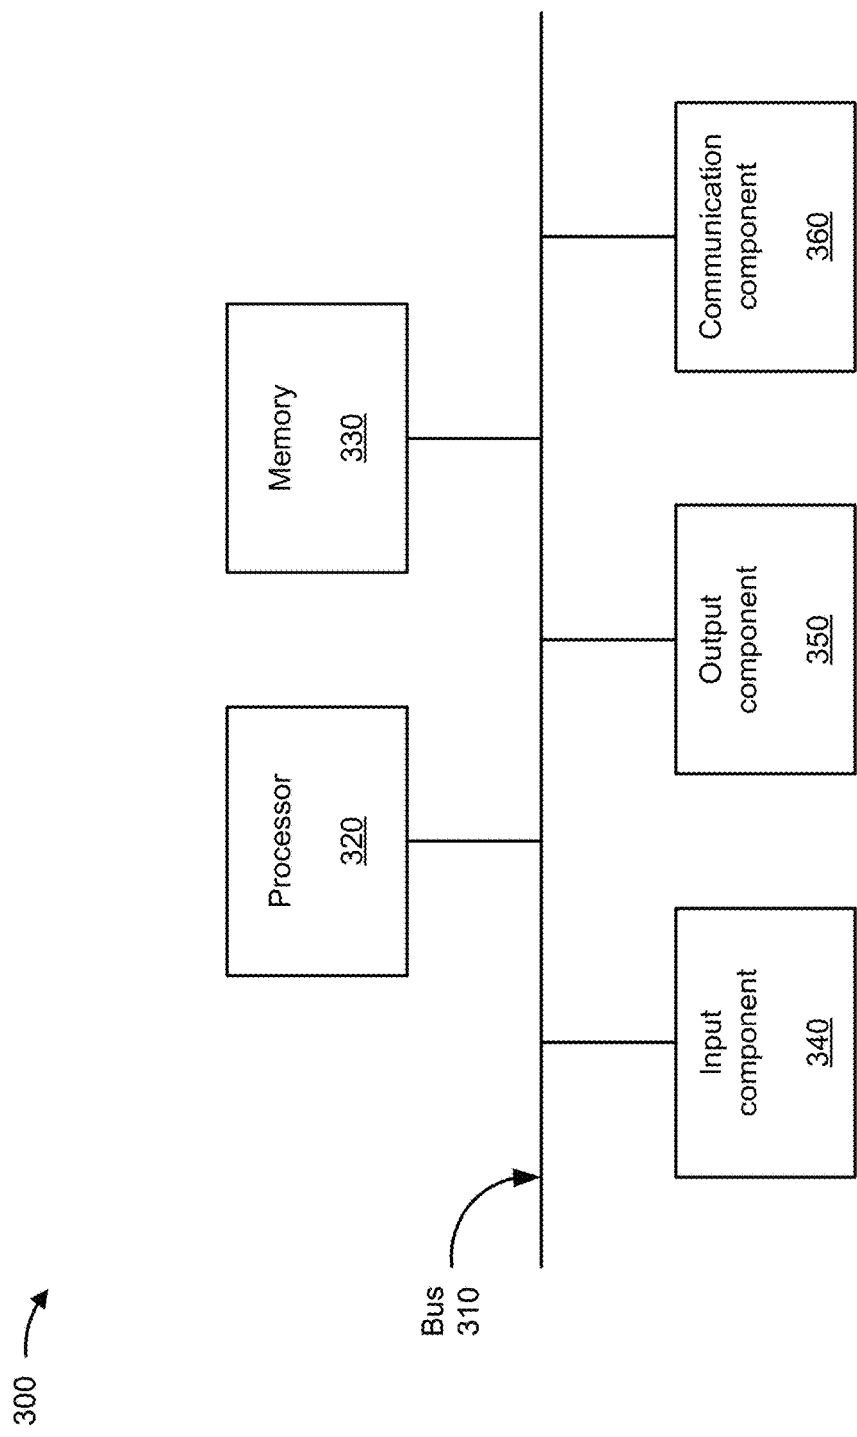 300
Bus
310
Processor
320
Memory
330
Input
component
340
Output
component
350
Communication
component
360